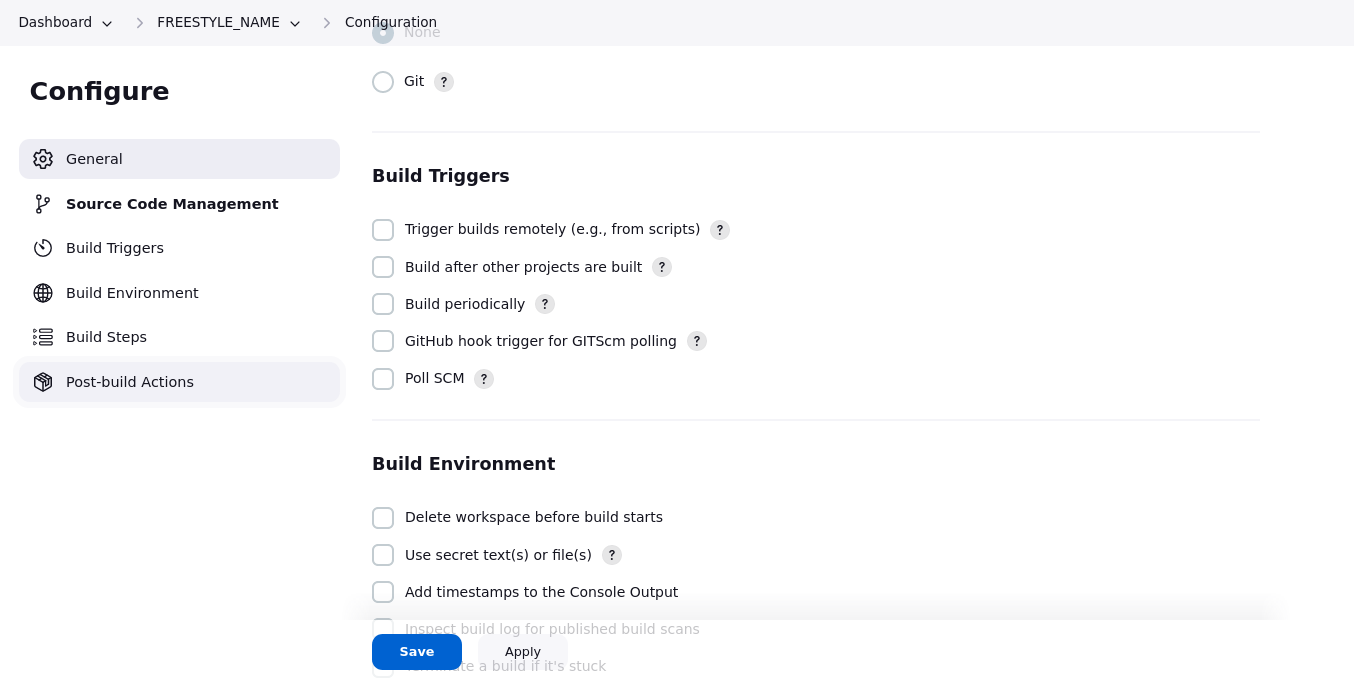 Dashboard
FREESTYLE_NAME
Configuration
None
Git ?
Configure
General
Source Code Management
Build Triggers
Build Environment
Build Steps
Post-build Actions
Build Triggers
Trigger builds remotely (e.g., from scripts) ?
Build after other projects are built ?
Build periodically ?
GitHub hook trigger for GITScm polling ?
Poll SCM ?
Build Environment
Delete workspace before build starts
Use secret text(s) or file(s) ?
Add timestamps to the Console Output
Inspect build log for published build scans
Terminate a build if it's stuck
Save
Apply